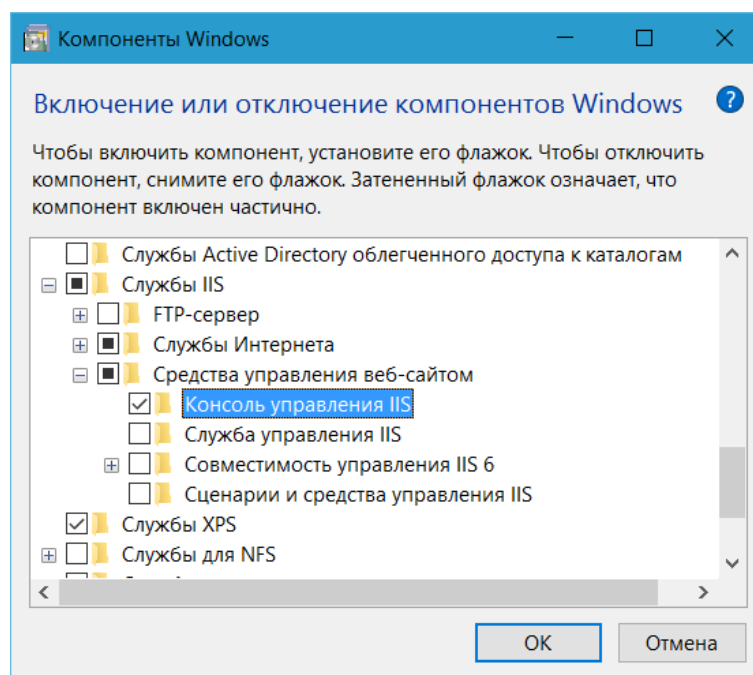 Компоненты Windows
Включение или отключение компонентов Windows
?
Чтобы включить компонент, установите его флажок. Чтобы отключить
компонент, снимите его флажок. Затененный флажок означает, что
компонент включен частично.
Службы Active Directory облегченного доступа к каталогам
Службы IIS
FTP-сервер
Службы Интернета
Средства управления веб-сайтом
Консоль управления IIS
Служба управления IIS
Совместимость управления IIS 6
Сценарии и средства управления IIS
Службы XPS
Службы для NFS
ОК
Отмена